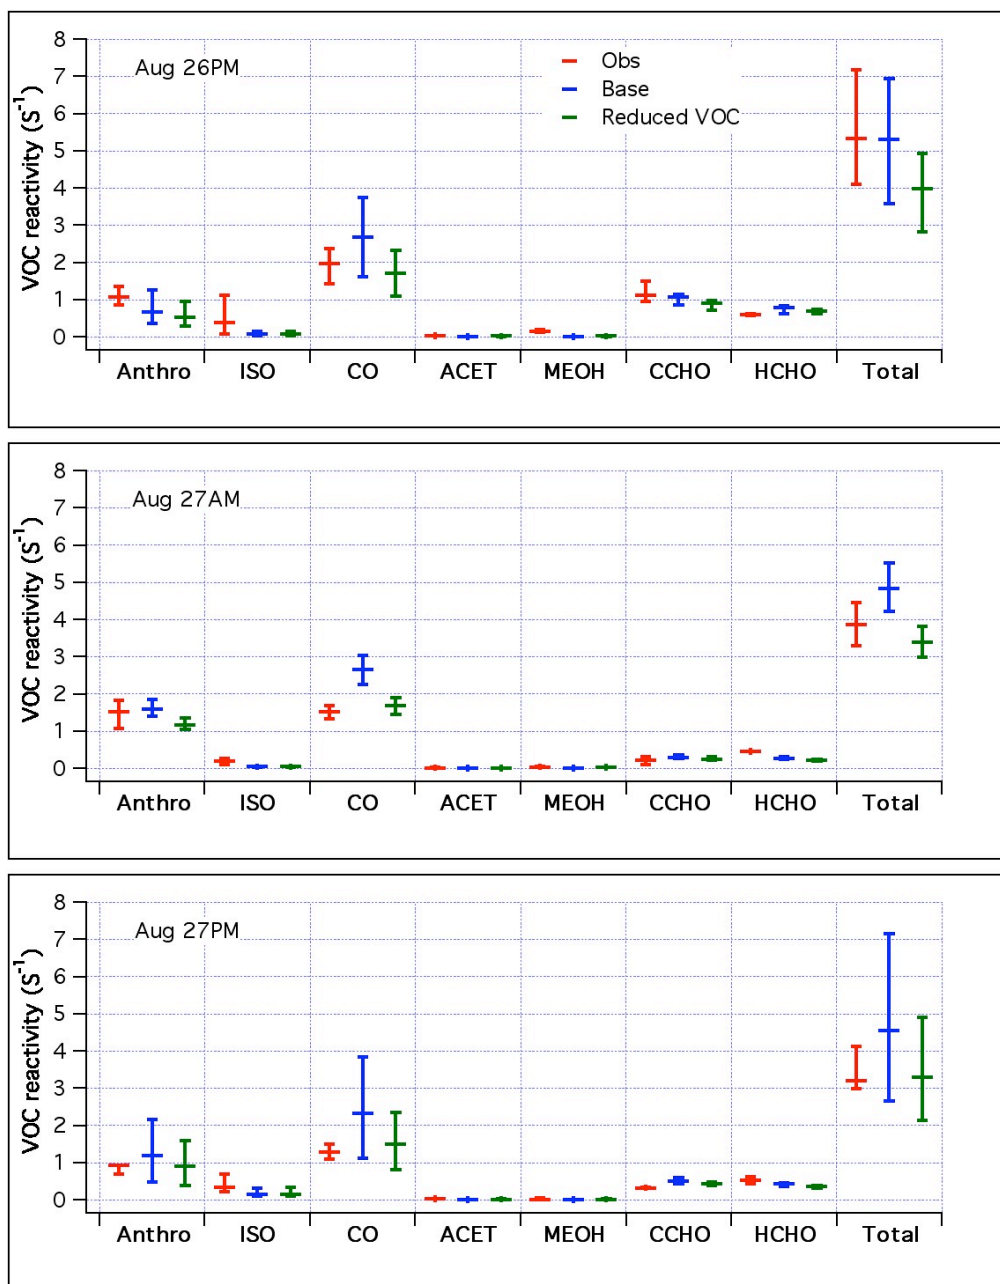 Aug 26PM
Obs
Base
Reduced VOC
VOC reactivity (S⁻¹)
8
7
6
5
4
3
2
1
0
Anthro ISO CO ACET MEOH CCHO HCHO Total
Aug 27AM
VOC reactivity (S⁻¹)
8
7
6
5
4
3
2
1
0
Anthro ISO CO ACET MEOH CCHO HCHO Total
Aug 27PM
VOC reactivity (S⁻¹)
8
7
6
5
4
3
2
1
0
Anthro ISO CO ACET MEOH CCHO HCHO Total